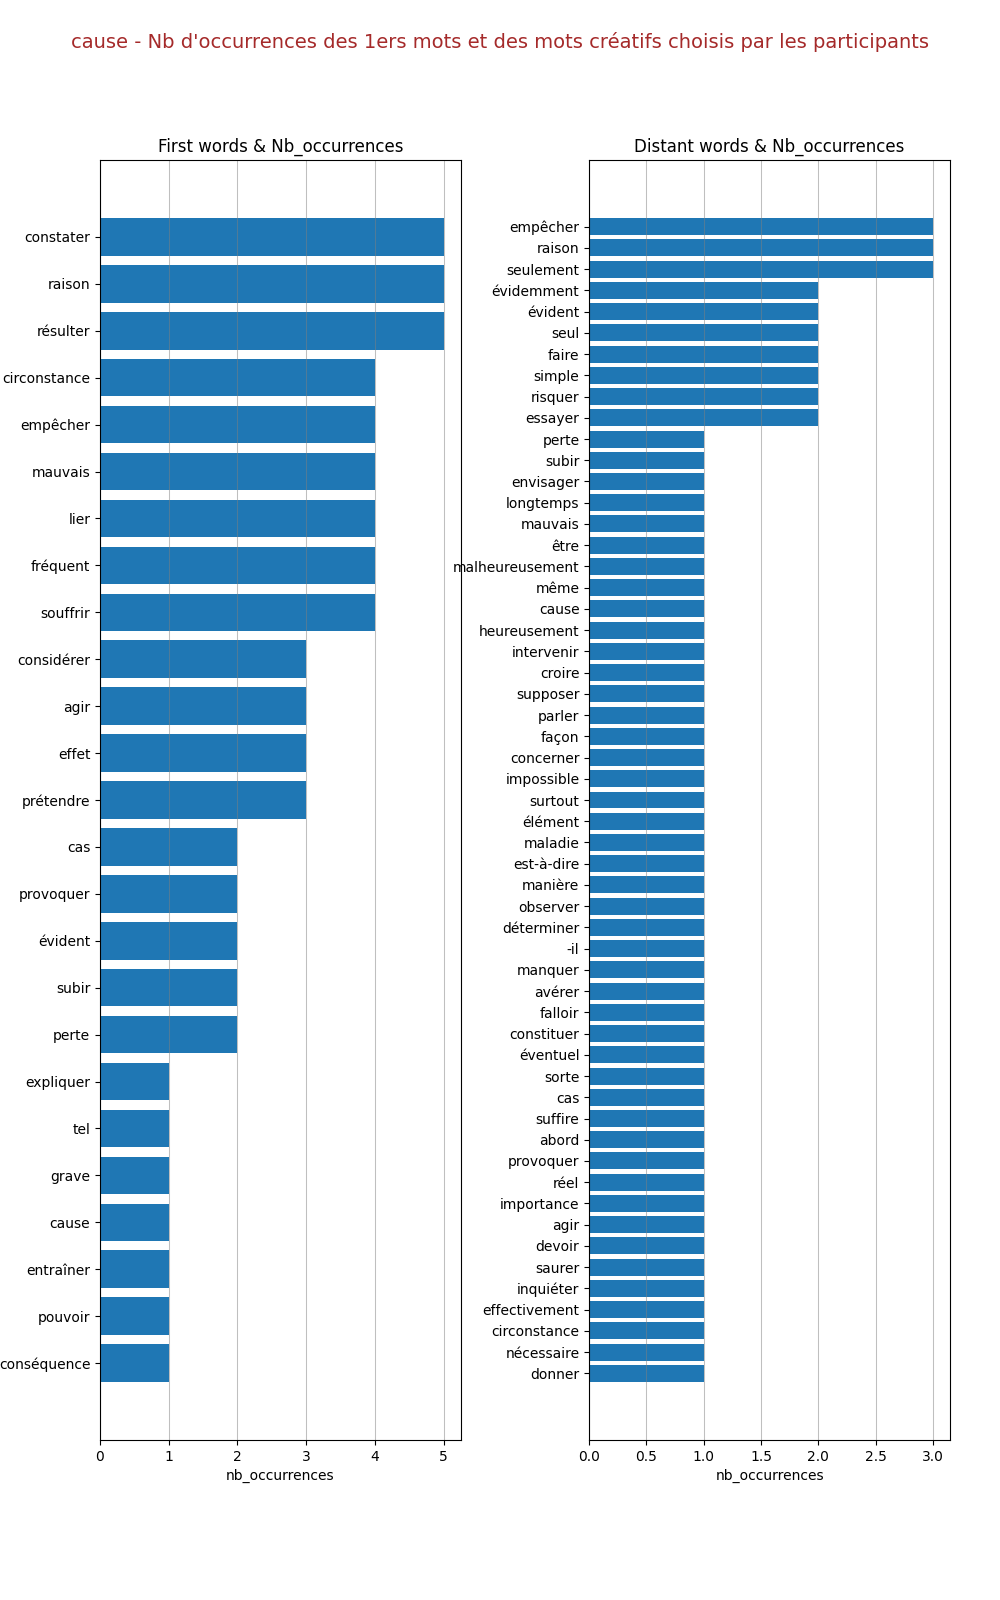 cause - Nb d'occurrences des 1ers mots et des mots créatifs choisis par les participants
First words & Nb_occurrences
constater
raison
résulter
circonstance
empêcher
mauvais
lier
fréquent
souffrir
considérer
agir
effet
prétendre
cas
provoquer
évident
subir
perte
expliquer
tel
grave
cause
entraîner
pouvoir
conséquence
0 1 2 3 4 5
nb_occurrences
Distant words & Nb_occurrences
empêcher
raison
seulement
évidemment
évident
seul
faire
simple
risquer
essayer
perte
subir
envisager
longtemps
mauvais
être
malheureusement
même
cause
heureusement
intervenir
croire
supposer
parler
façon
concerner
impossible
surtout
élément
maladie
est-à-dire
manière
observer
déterminer
-il
manquer
avérer
falloir
constituer
éventuel
sorte
cas
suffire
abord
provoquer
réel
importance
agir
devoir
saurer
inquiéter
effectivement
circonstance
nécessaire
donner
0.0 0.5 1.0 1.5 2.0 2.5 3.0
nb_occurrences